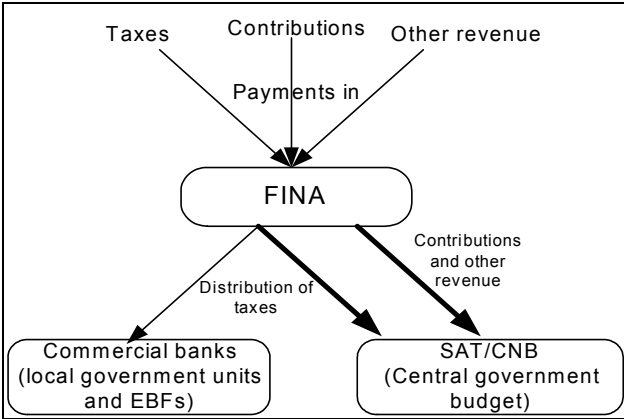 Taxes
Contributions
Other revenue
Payments in
FINA
Contributions
and other
revenue
Distribution of
taxes
Commercial banks
(local government units
and EBFs)
SAT/CNB
(Central government
budget)